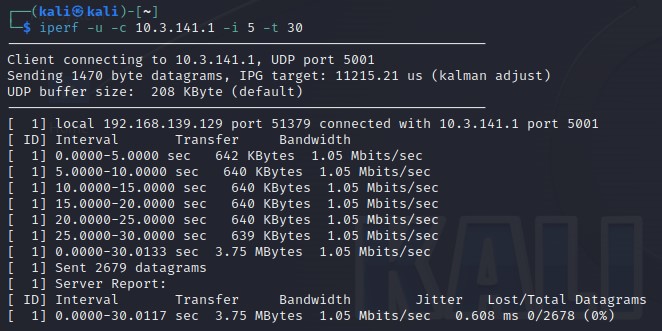 ┌──(kali㉿kali)-[~]
└─$ iperf -u -c 10.3.141.1 -i 5 -t 30
------------------------------------------------------------
Client connecting to 10.3.141.1, UDP port 5001
Sending 1470 byte datagrams, IPG target: 11215.21 us (kalman adjust)
UDP buffer size:  208 KByte (default)
------------------------------------------------------------
[  1] local 192.168.139.129 port 51379 connected with 10.3.141.1 port 5001
[ ID] Interval       Transfer     Bandwidth
[  1] 0.0000-5.0000 sec   642 KBytes  1.05 Mbits/sec
[  1] 5.0000-10.0000 sec   640 KBytes  1.05 Mbits/sec
[  1] 10.0000-15.0000 sec   640 KBytes  1.05 Mbits/sec
[  1] 15.0000-20.0000 sec   640 KBytes  1.05 Mbits/sec
[  1] 20.0000-25.0000 sec   640 KBytes  1.05 Mbits/sec
[  1] 25.0000-30.0000 sec   639 KBytes  1.05 Mbits/sec
[  1] 0.0000-30.0133 sec  3.75 MBytes  1.05 Mbits/sec
[  1] Sent 2679 datagrams
[  1] Server Report:
[ ID] Interval       Transfer     Bandwidth        Jitter   Lost/Total Datagrams
[  1] 0.0000-30.0117 sec  3.75 MBytes  1.05 Mbits/sec   0.608 ms 0/2678 (0%)
KALI